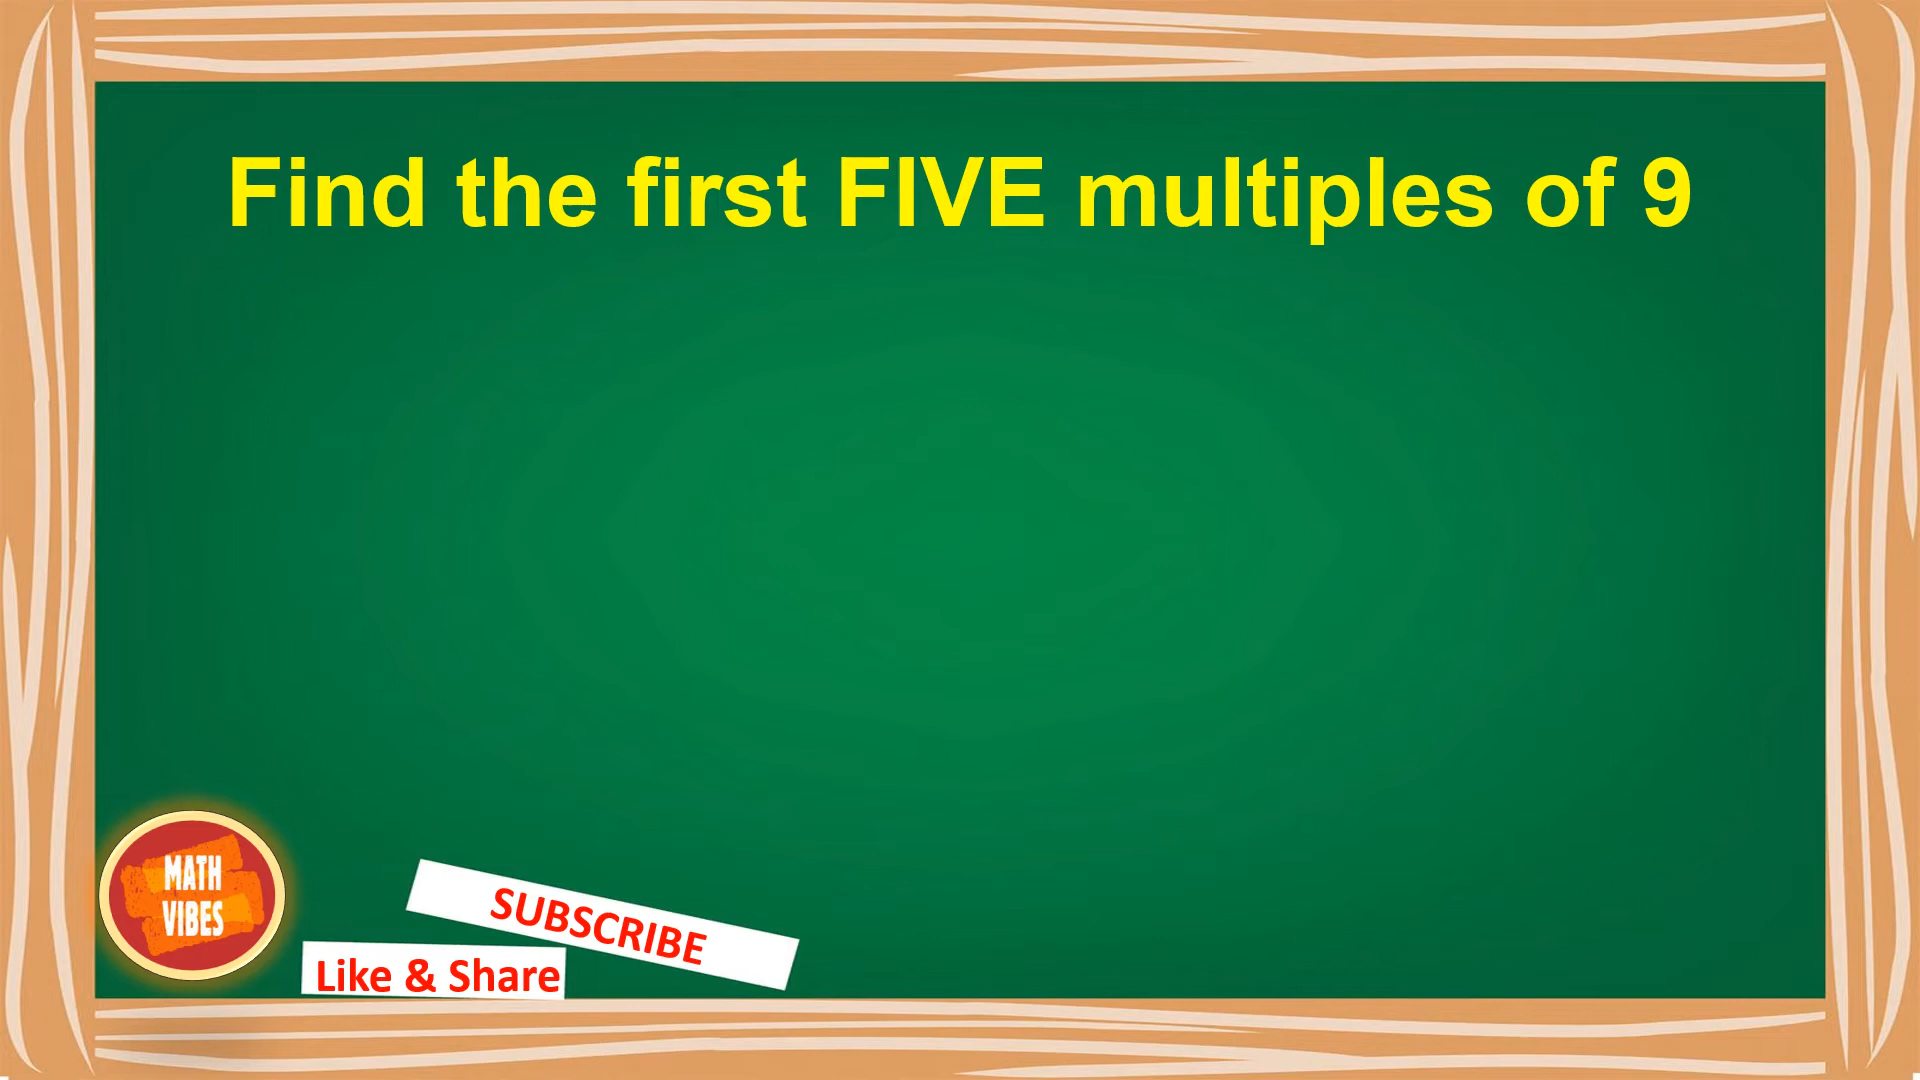 Find the first FIVE multiples of 9
MATH
VIBES
SUBSCRIBE
Like & Share